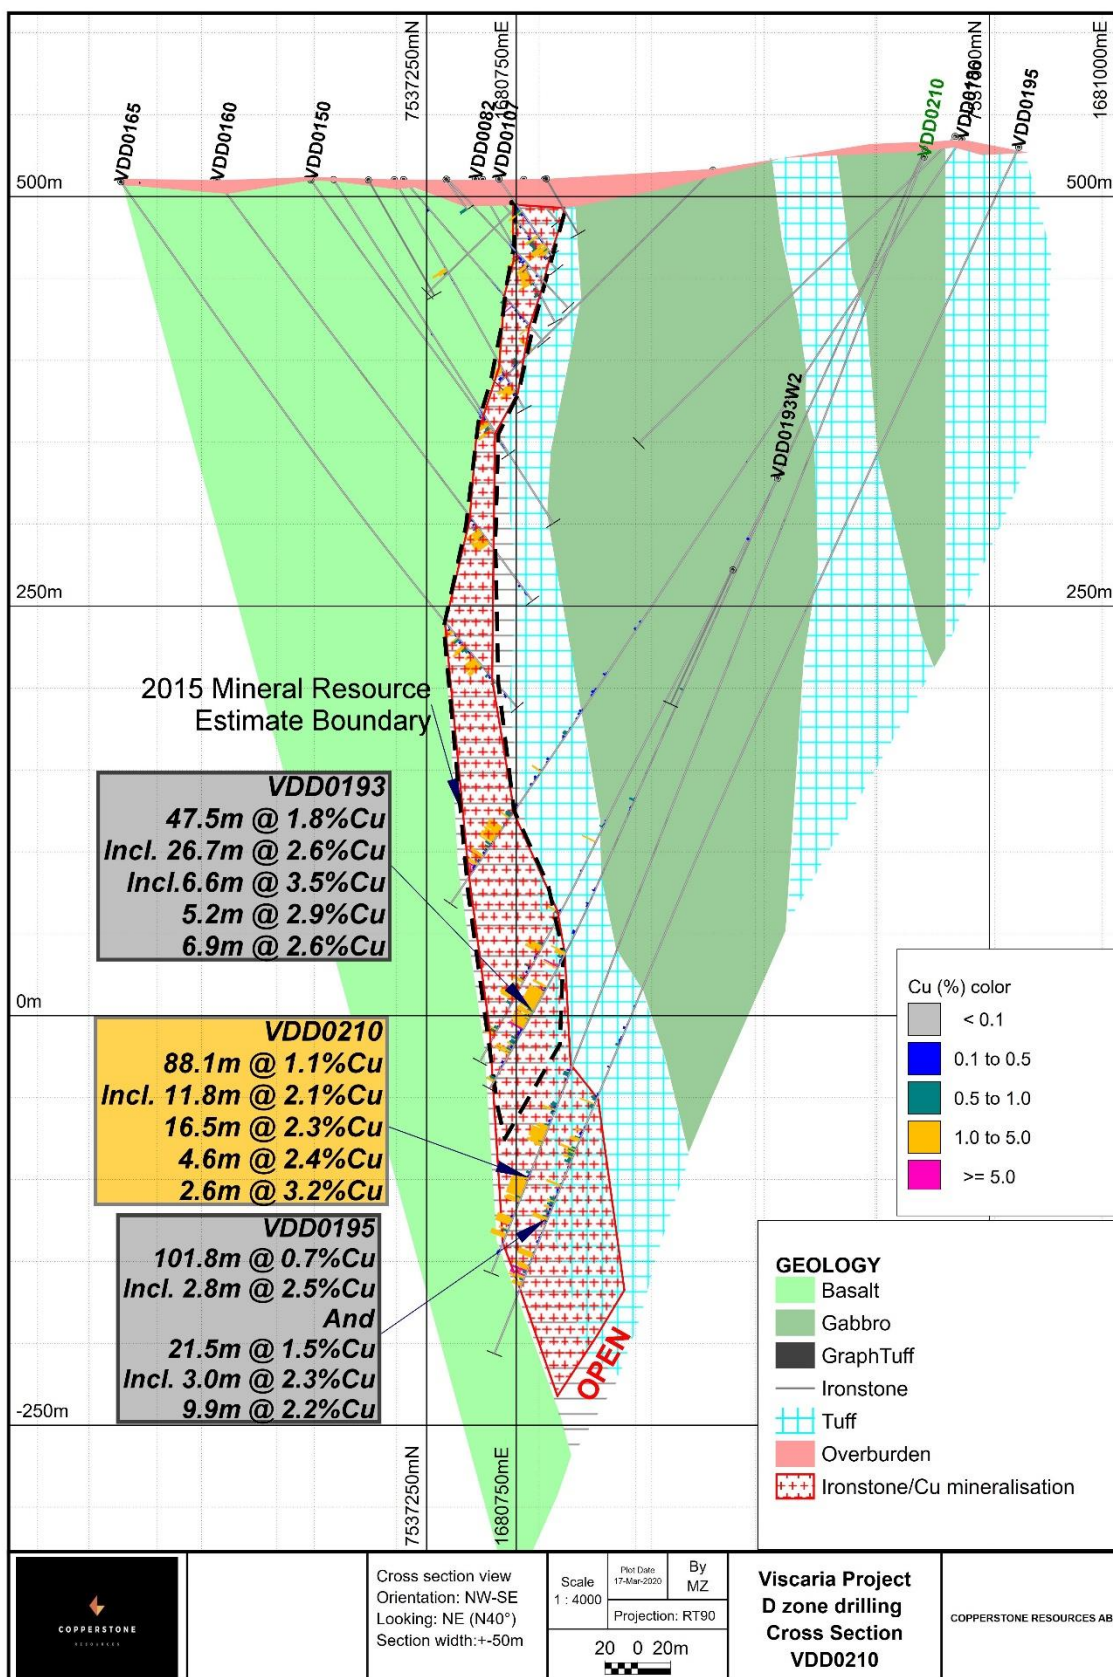 7537250mN
1680750mE
1681000mE
VDD0165
VDD0160
VDD0150
VDD0082
VDD0107
VDD0210
VDD0195
500m
500m
VDD0193W2
250m
250m
2015 Mineral Resource
Estimate Boundary
VDD0193
47.5m @ 1.8%Cu
Incl. 26.7m @ 2.6%Cu
Incl.6.6m @ 3.5%Cu
5.2m @ 2.9%Cu
6.9m @ 2.6%Cu
0m
VDD0210
88.1m @ 1.1%Cu
Incl. 11.8m @ 2.1%Cu
16.5m @ 2.3%Cu
4.6m @ 2.4%Cu
2.6m @ 3.2%Cu
VDD0195
101.8m @ 0.7%Cu
Incl. 2.8m @ 2.5%Cu
And
21.5m @ 1.5%Cu
Incl. 3.0m @ 2.3%Cu
9.9m @ 2.2%Cu
-250m
OPEN
Cu (%) color
< 0.1
0.1 to 0.5
0.5 to 1.0
1.0 to 5.0
>= 5.0
GEOLOGY
Basalt
Gabbro
GraphTuff
Ironstone
Tuff
Overburden
Ironstone/Cu mineralisation
7537250mN
1680750mE
COPPERSTONE
RESOURCES
Cross section view
Orientation: NW-SE
Looking: NE (N40°)
Section width:+-50m
Scale
1 : 4000
Plot Date
17-Mar-2020
By
MZ
Projection: RT90
20 0 20m
Viscaria Project
D zone drilling
Cross Section
VDD0210
COPPERSTONE RESOURCES AB